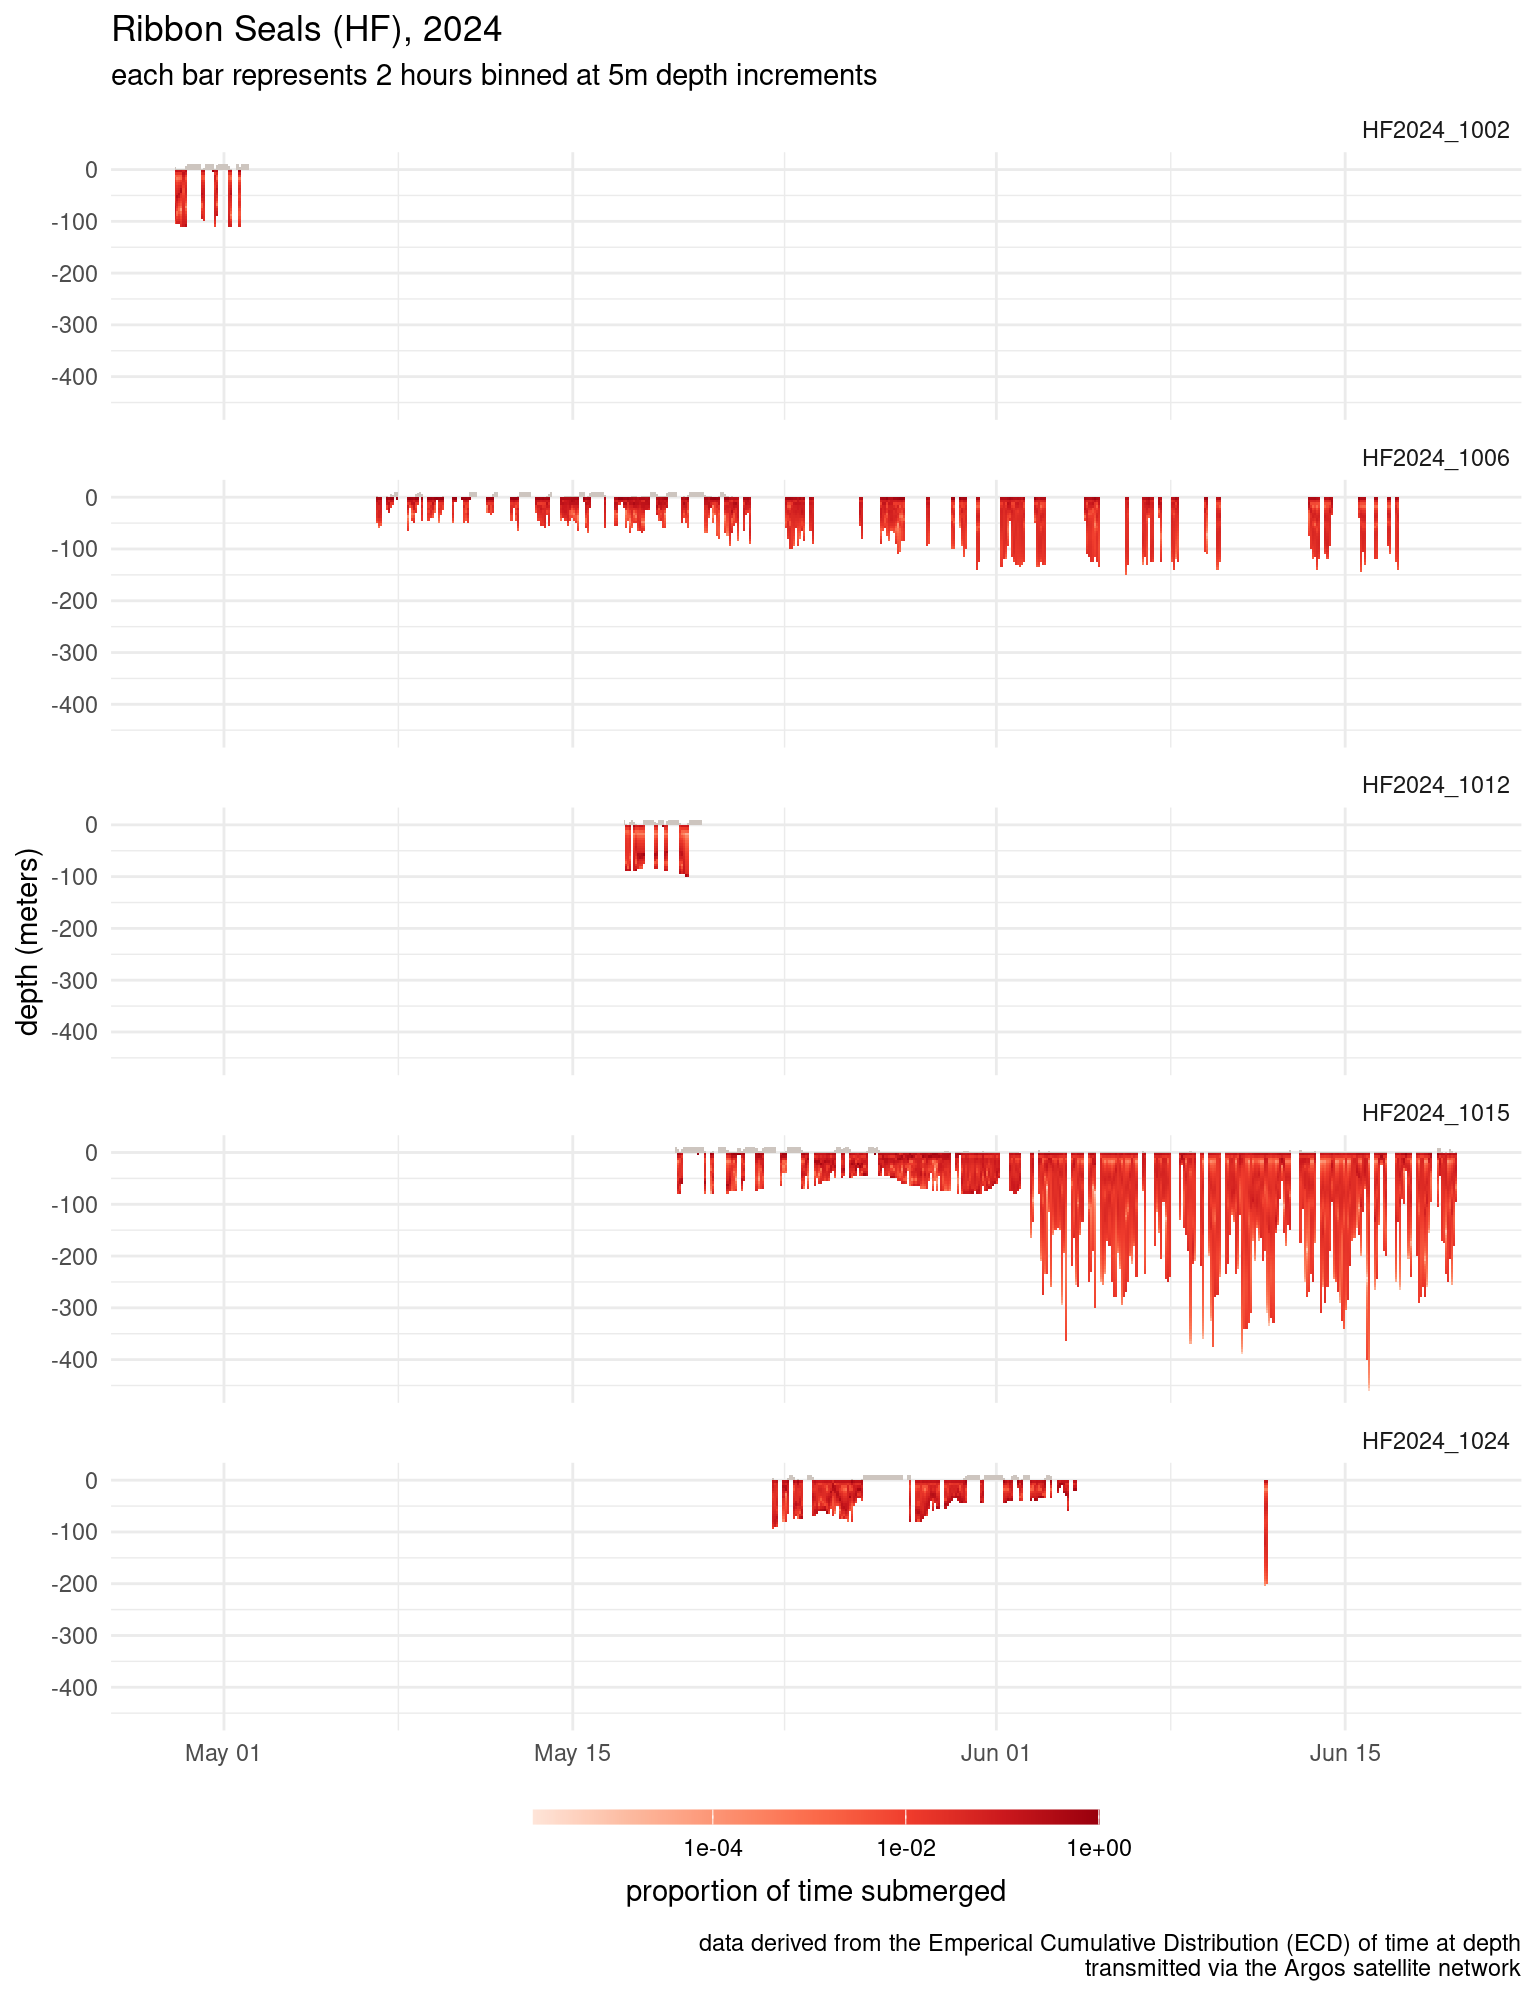 Ribbon Seals (HF), 2024
each bar represents 2 hours binned at 5m depth increments
HF2024_1002
0
-100
-200
-300
-400
HF2024_1006
0
-100
-200
-300
-400
HF2024_1012
0
-100
-200
-300
-400
depth (meters)
HF2024_1015
0
-100
-200
-300
-400
HF2024_1024
0
-100
-200
-300
-400
May 01 May 15 Jun 01 Jun 15
1e-04 1e-02 1e+00
proportion of time submerged
data derived from the Emperical Cumulative Distribution (ECD) of time at depth
transmitted via the Argos satellite network